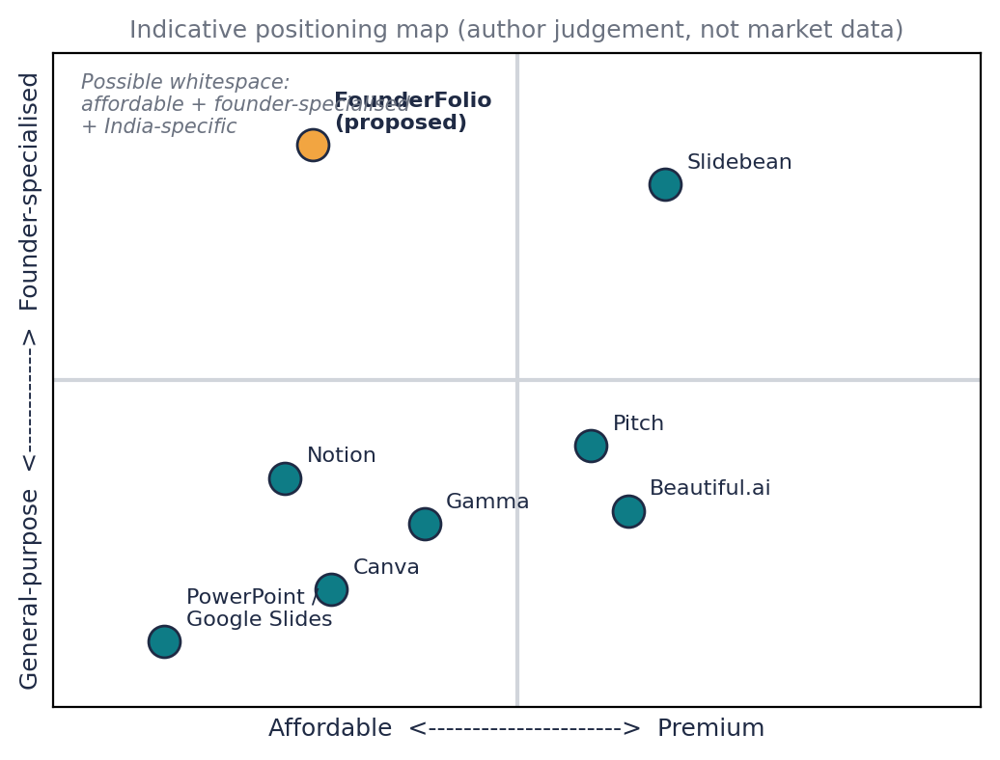 Indicative positioning map (author judgement, not market data)
Possible whitespace:
affordable + founder-specialised
+ India-specific
FounderFolio
(proposed)
Slidebean
Founder-specialised
<------------->
General-purpose
Pitch
Notion
Beautiful.ai
Gamma
Canva
PowerPoint /
Google Slides
Affordable <----------------------> Premium